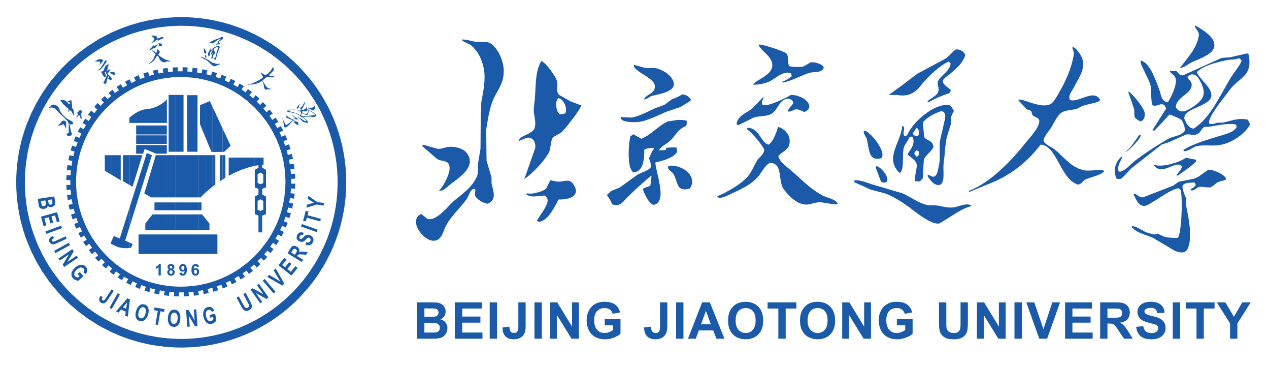 北京交通大學
1896
BEIJING JIAOTONG UNIVERSITY
北京交通大學
BEIJING JIAOTONG UNIVERSITY